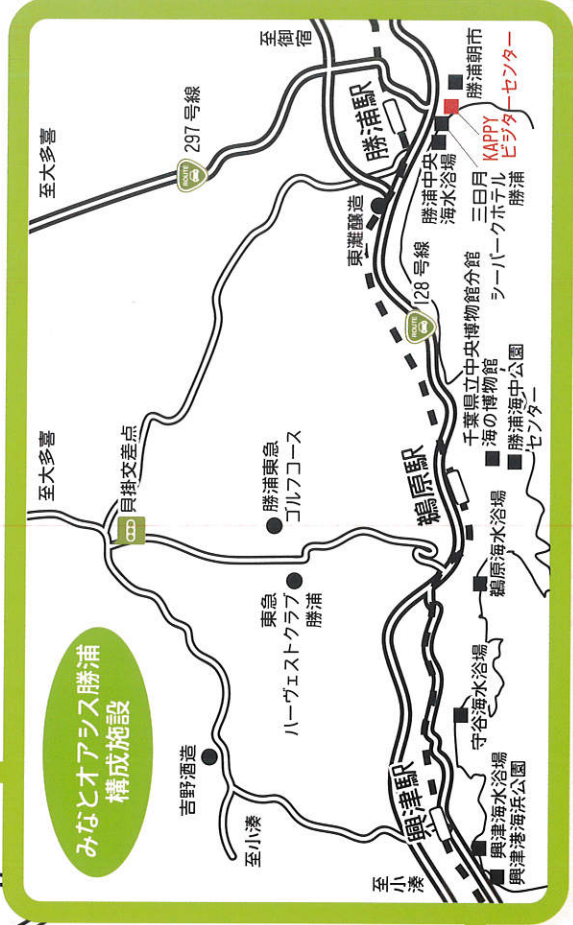 みなとオアシス勝浦
構成施設
至大多喜
至大多喜
ROUTE
297号線
至御宿
貝掛交差点
吉野酒造
至小湊
勝浦東急
ゴルフコース
東急
ハーヴェストクラブ
勝浦
東灘醸造
勝浦駅
ROUTE
128号線
勝浦朝市
KAPPY
ビジターセンター
勝浦中央
海水浴場
三日月
シーパークホテル
勝浦
千葉県立中央博物館分館
海の博物館
勝浦海中公園
センター
鵜原駅
鵜原海水浴場
守谷海水浴場
興津駅
至小湊
興津海水浴場
興津港海浜公園